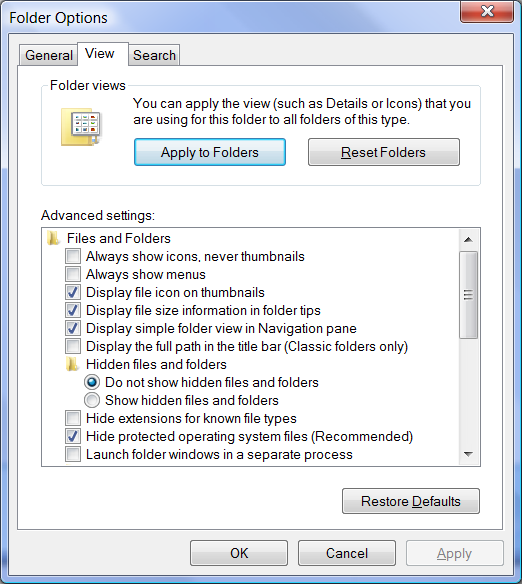 Folder Options
General View Search
Folder views
You can apply the view (such as Details or Icons) that you
are using for this folder to all folders of this type.
Apply to Folders Reset Folders
Advanced settings:
Files and Folders
Always show icons, never thumbnails
Always show menus
Display file icon on thumbnails
Display file size information in folder tips
Display simple folder view in Navigation pane
Display the full path in the title bar (Classic folders only)
Hidden files and folders
Do not show hidden files and folders
Show hidden files and folders
Hide extensions for known file types
Hide protected operating system files (Recommended)
Launch folder windows in a separate process
Restore Defaults
OK Cancel Apply